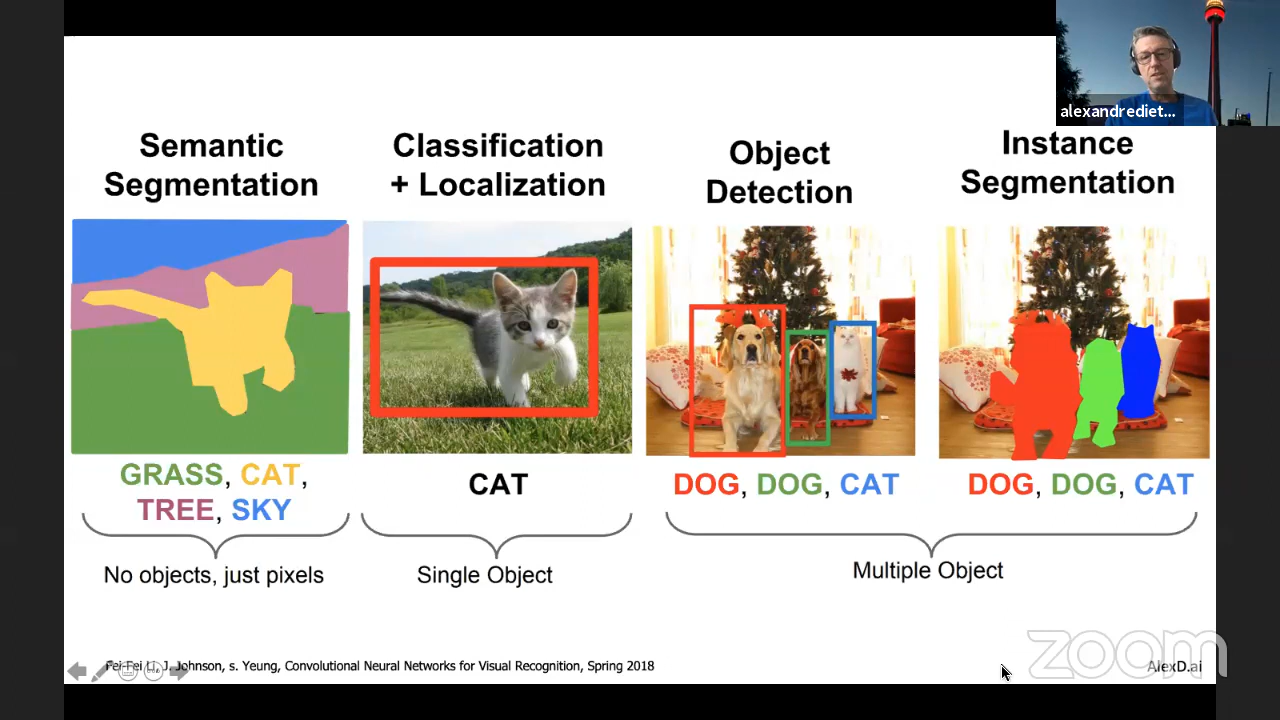 alexandrediet...
Semantic
Segmentation
Classification
+ Localization
Object
Detection
Instance
Segmentation
GRASS, CAT,
TREE, SKY
CAT
DOG, DOG, CAT
DOG, DOG, CAT
No objects, just pixels
Single Object
Multiple Object
Fei-Fei Li, J. Johnson, s. Yeung, Convolutional Neural Networks for Visual Recognition, Spring 2018
AlexD.ai
zoom